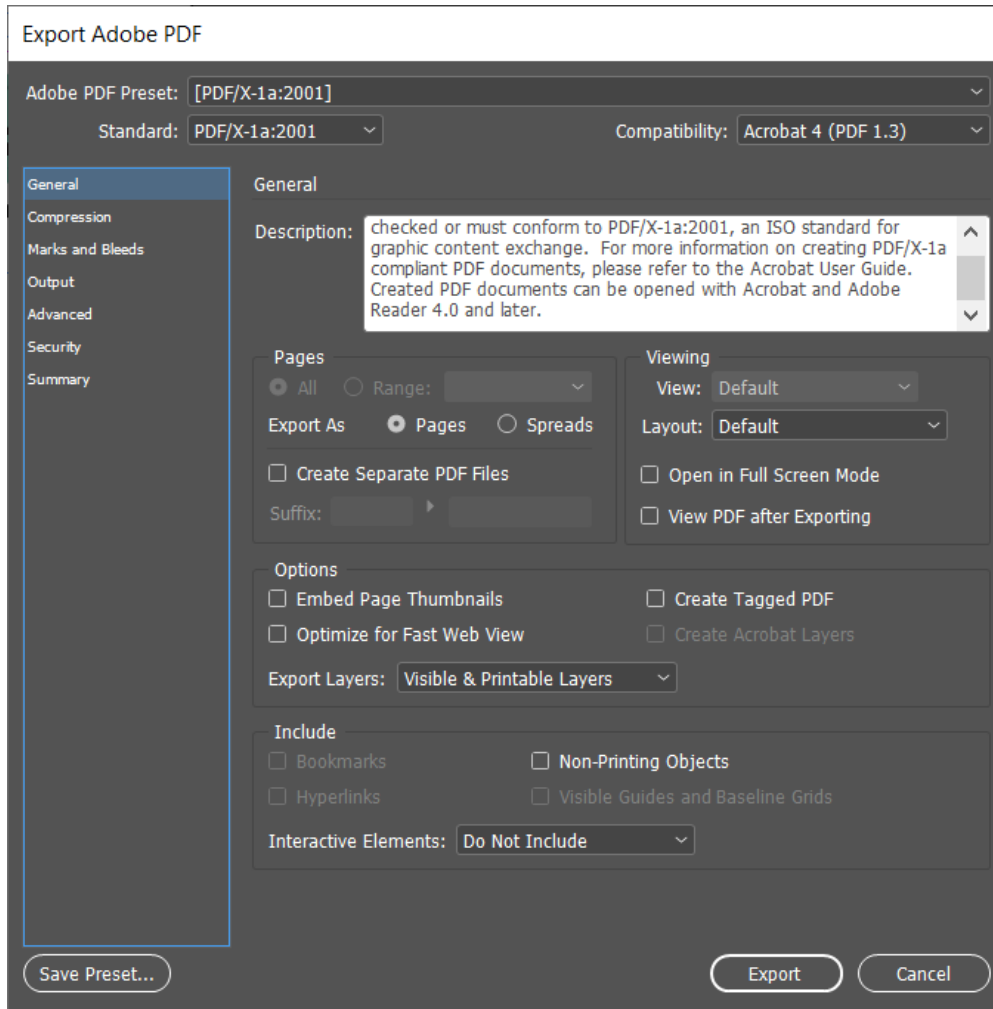 Export Adobe PDF
Adobe PDF Preset: [PDF/X-1a:2001]
Standard: PDF/X-1a:2001 Compatibility: Acrobat 4 (PDF 1.3)
General
Compression
Marks and Bleeds
Output
Advanced
Security
Summary
General
Description: checked or must conform to PDF/X-1a:2001, an ISO standard for
graphic content exchange.  For more information on creating PDF/X-1a
compliant PDF documents, please refer to the Acrobat User Guide.
Created PDF documents can be opened with Acrobat and Adobe
Reader 4.0 and later.
Pages
All Range:
Export As Pages Spreads
Create Separate PDF Files
Suffix:
Viewing
View: Default
Layout: Default
Open in Full Screen Mode
View PDF after Exporting
Options
Embed Page Thumbnails Create Tagged PDF
Optimize for Fast Web View Create Acrobat Layers
Export Layers: Visible & Printable Layers
Include
Bookmarks Non-Printing Objects
Hyperlinks Visible Guides and Baseline Grids
Interactive Elements: Do Not Include
Save Preset... Export Cancel